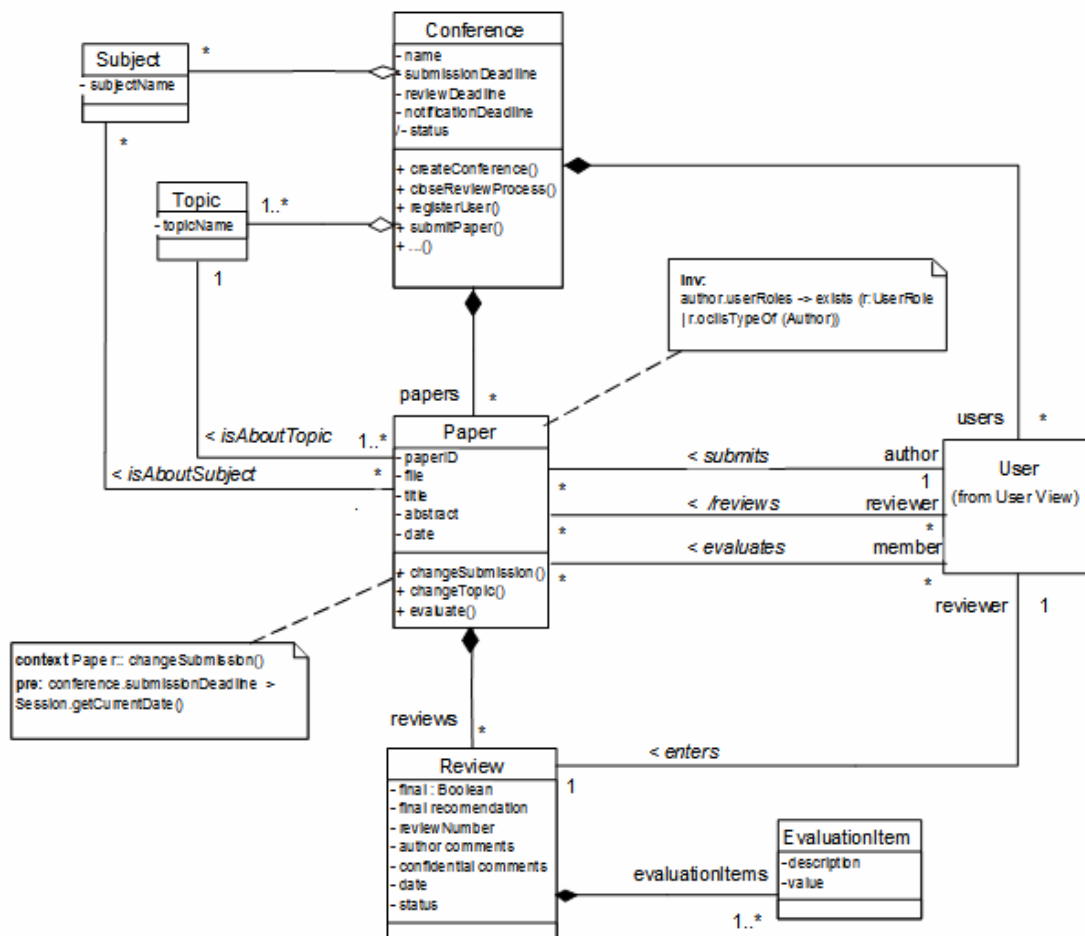 Conference
- name
- submissionDeadline
- reviewDeadline
- notificationDeadline
/- status
+ createConference()
+ closeReviewProcess()
+ registerUser()
+ submitPaper()
+ ...()
Subject
- subjectName
*
*
Topic
- topicName
1..*
1
*
Inv:
author.userRoles -> exists (r:UserRole
| r.oclIsTypeOf (Author))
papers
*
users
*
< isAboutTopic
1..*
< isAboutSubject
*
Paper
- paperID
- file
- title
- abstract
- date
+ changeSubmission()
+ changeTopic()
+ evaluate()
< submits
author
*
1
< /reviews
reviewer
*
*
< evaluates
member
*
*
User
(from User View)
reviewer
1
context Paper:: changeSubmission()
pre: conference.submissionDeadline >
Session.getCurrentDate()
reviews
*
< enters
1
Review
- final : Boolean
- final recomendation
- reviewNumber
- author comments
- confidential comments
- date
- status
evaluationItems
1..*
EvaluationItem
- description
- value